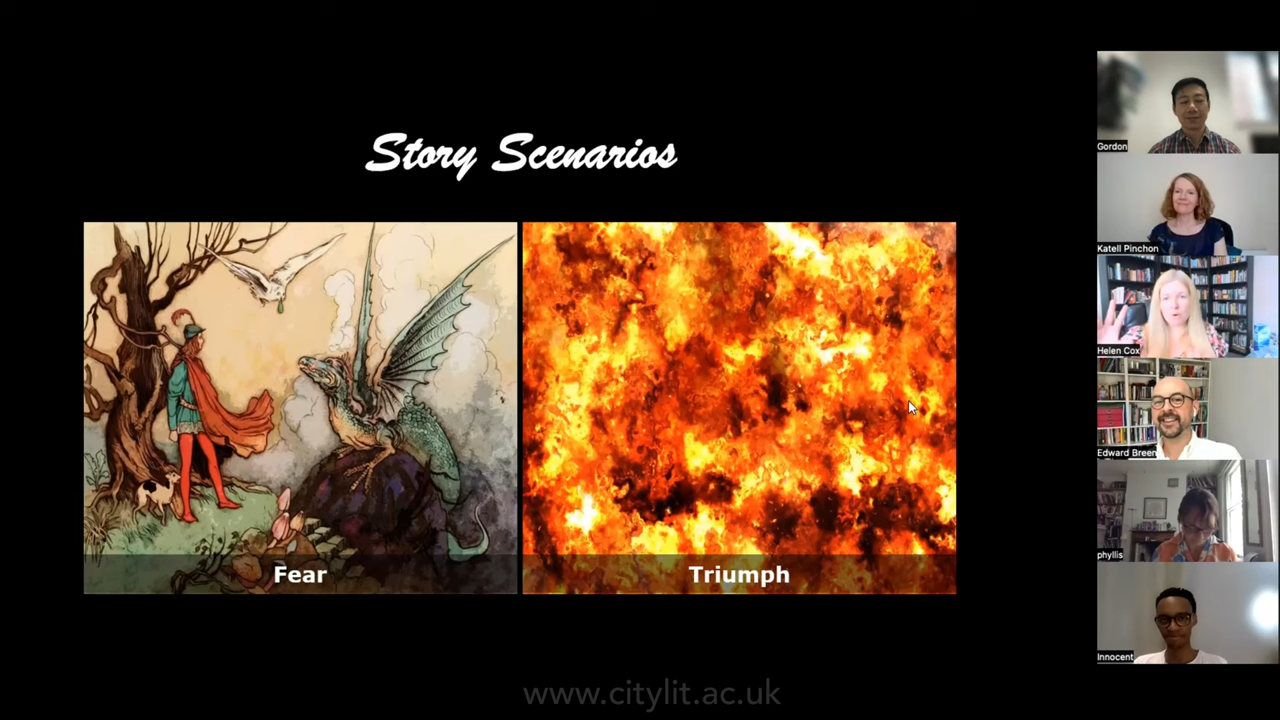 Story Scenarios
Fear
Triumph
www.citylit.ac.uk
Gordon
Katell Pinchon
Helen Cox
Edward Breen
phyllis
Innocent